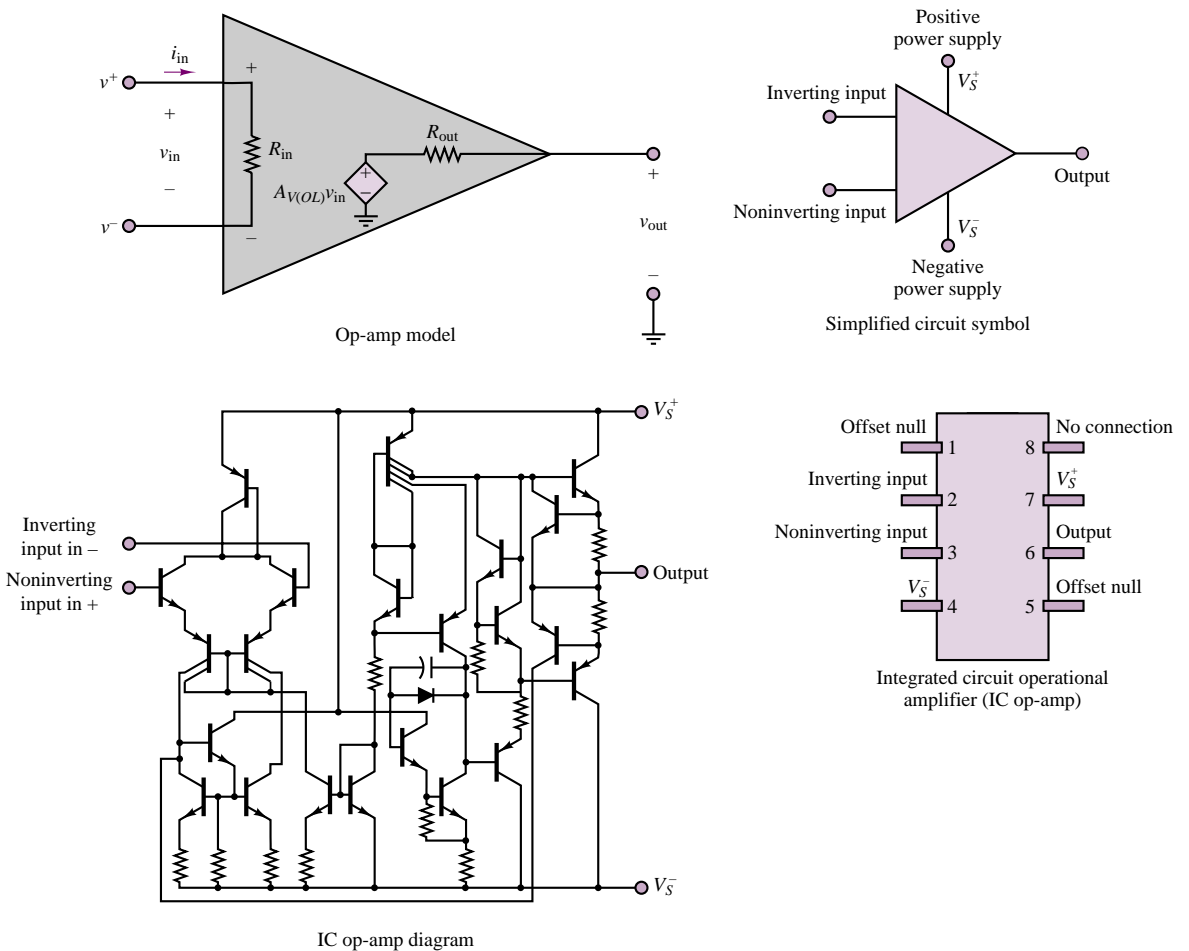 i_in
v^+
+
+
v_in
R_in
−
−
v^−
R_out
+
−
A_V(OL)v_in
+
v_out
−
Op-amp model
Positive
power supply
V_S^+
Inverting input
Noninverting input
Output
V_S^−
Negative
power supply
Simplified circuit symbol
V_S^+
Inverting
input in –
Noninverting
input in +
Output
V_S^−
IC op-amp diagram
Offset null 1 8 No connection
Inverting input 2 7 V_S^+
Noninverting input 3 6 Output
V_S^− 4 5 Offset null
Integrated circuit operational
amplifier (IC op-amp)